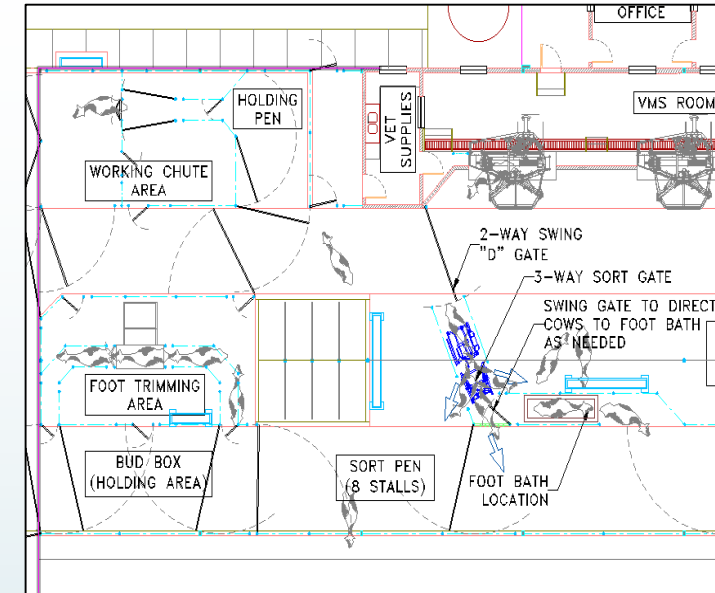 OFFICE
HOLDING
PEN
VET
SUPPLIES
VMS ROOM
WORKING CHUTE
AREA
2-WAY SWING
"D" GATE
3-WAY SORT GATE
SWING GATE TO DIRECT
COWS TO FOOT BATH
AS NEEDED
FOOT TRIMMING
AREA
BUD BOX
(HOLDING AREA)
SORT PEN
(8 STALLS)
FOOT BATH
LOCATION